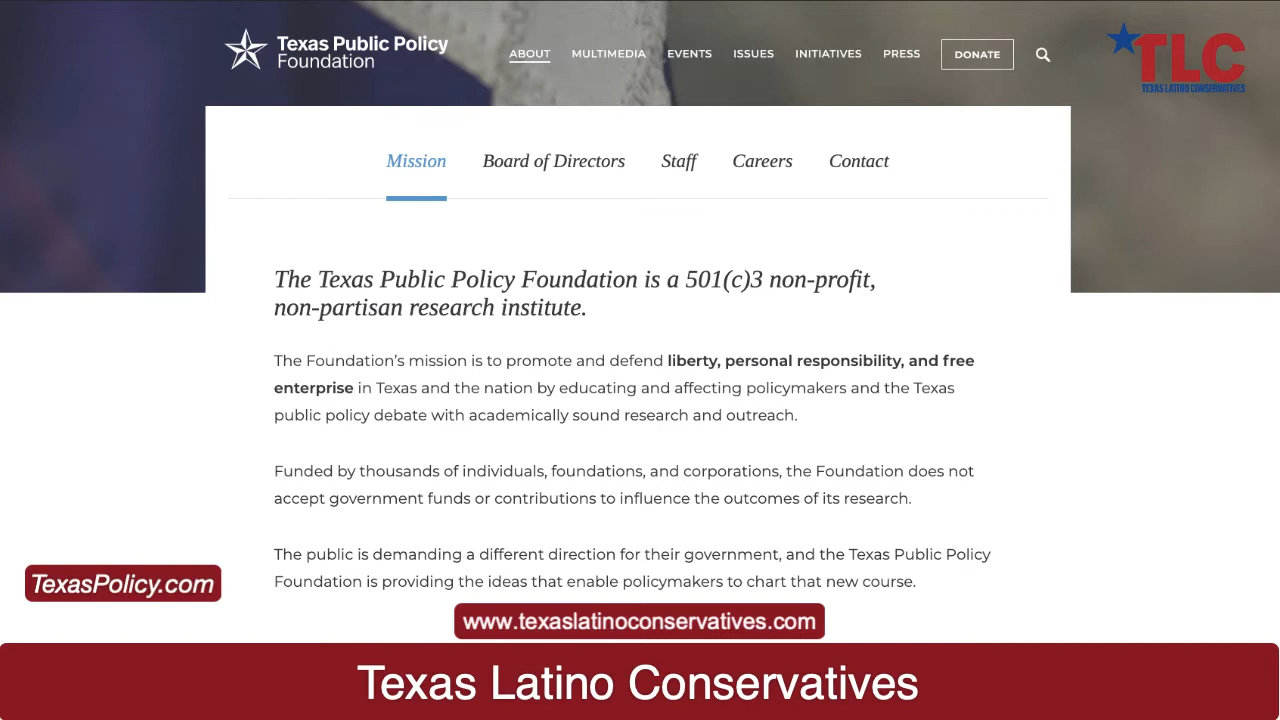 Texas Public Policy
Foundation
ABOUT MULTIMEDIA EVENTS ISSUES INITIATIVES PRESS DONATE
TLC
TEXAS LATINO CONSERVATIVES
Mission Board of Directors Staff Careers Contact
The Texas Public Policy Foundation is a 501(c)3 non-profit,
non-partisan research institute.
The Foundation’s mission is to promote and defend liberty, personal responsibility, and free
enterprise in Texas and the nation by educating and affecting policymakers and the Texas
public policy debate with academically sound research and outreach.
Funded by thousands of individuals, foundations, and corporations, the Foundation does not
accept government funds or contributions to influence the outcomes of its research.
The public is demanding a different direction for their government, and the Texas Public Policy
Foundation is providing the ideas that enable policymakers to chart that new course.
TexasPolicy.com
www.texaslatinoconservatives.com
Texas Latino Conservatives